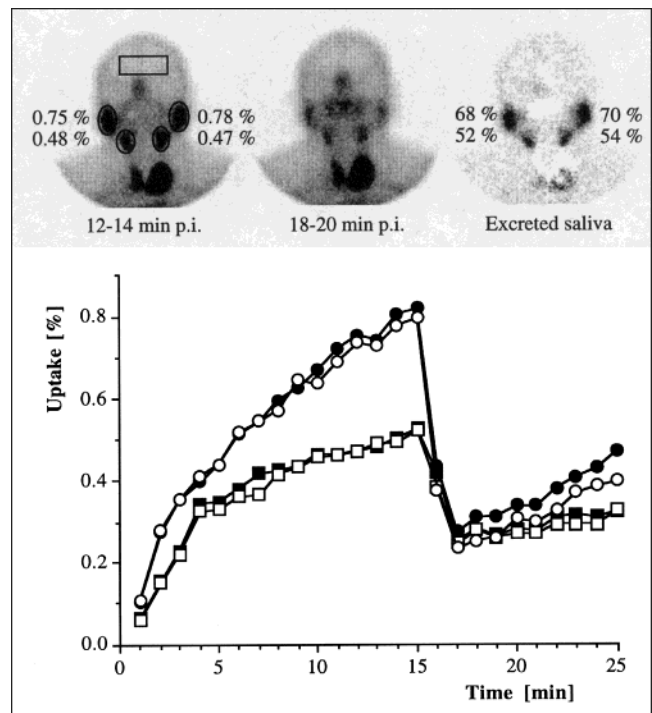 0.75 % 0.78 % 68 % 70 %
0.48 % 0.47 % 52 % 54 %
12-14 min p.i. 18-20 min p.i. Excreted saliva
Uptake [%]
0.8
0.6
0.4
0.2
0.0
0 5 10 15 20 25
Time [min]